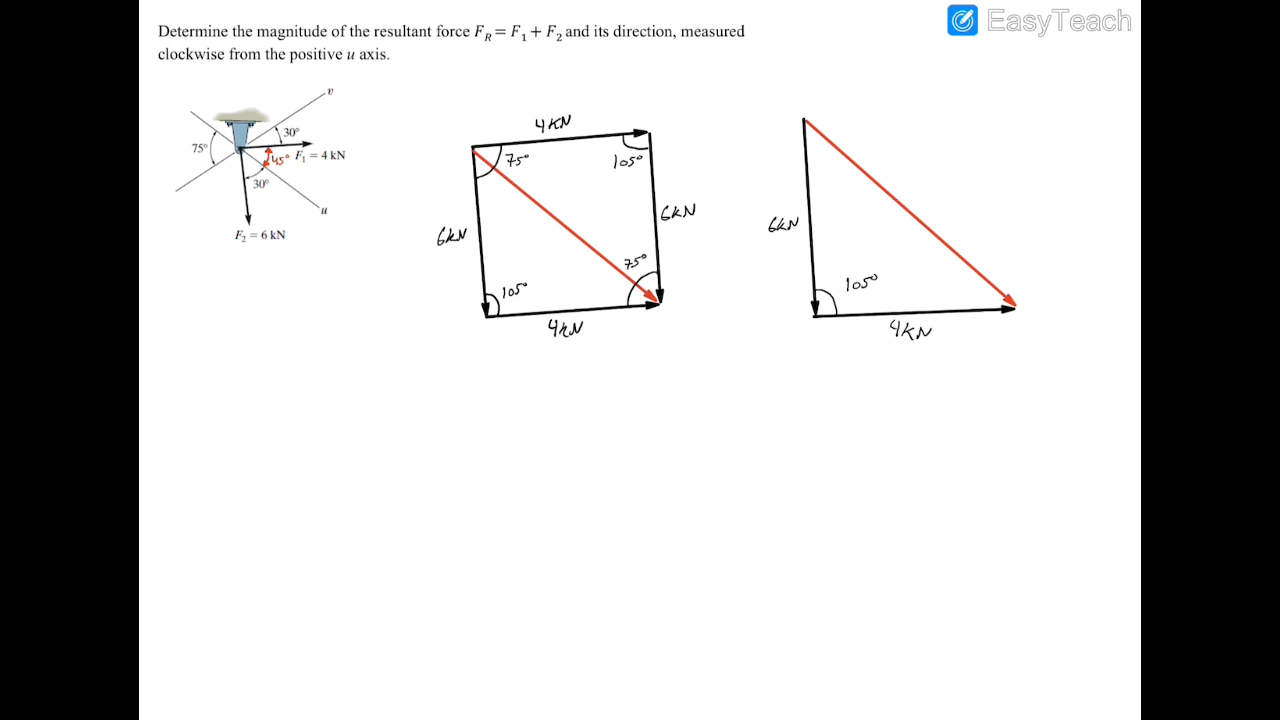 EasyTeach
Determine the magnitude of the resultant force F_R = F_1 + F_2 and its direction, measured
clockwise from the positive u axis.
v
30°
75°
45°
F_1 = 4 kN
30°
u
F_2 = 6 kN
4KN
75°
105°
6KN
6KN
75°
105°
4KN
6KN
105°
4KN